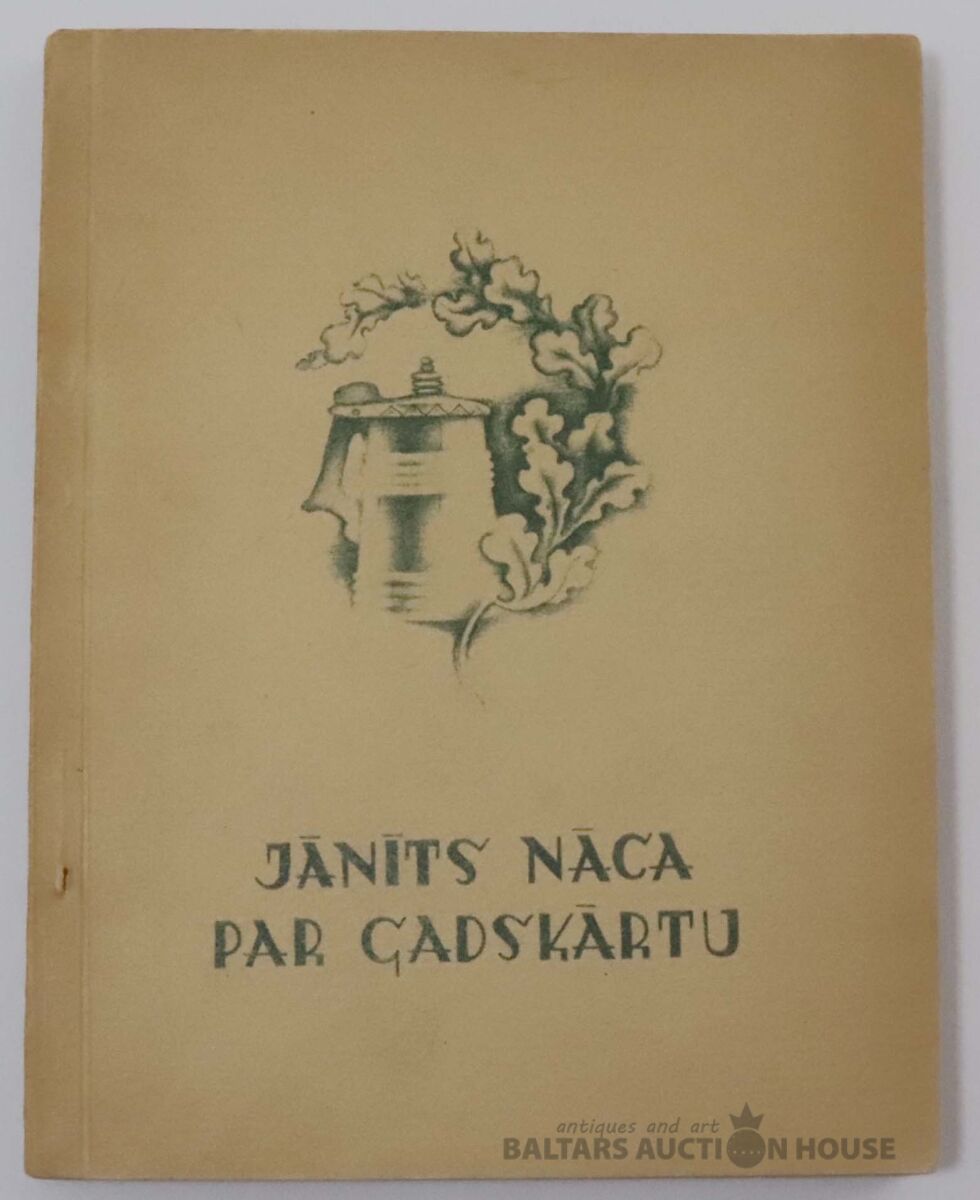 JĀNĪTS NĀCA
PAR GADSKĀRTU
antiques and art
BALTARS AUCTION HOUSE